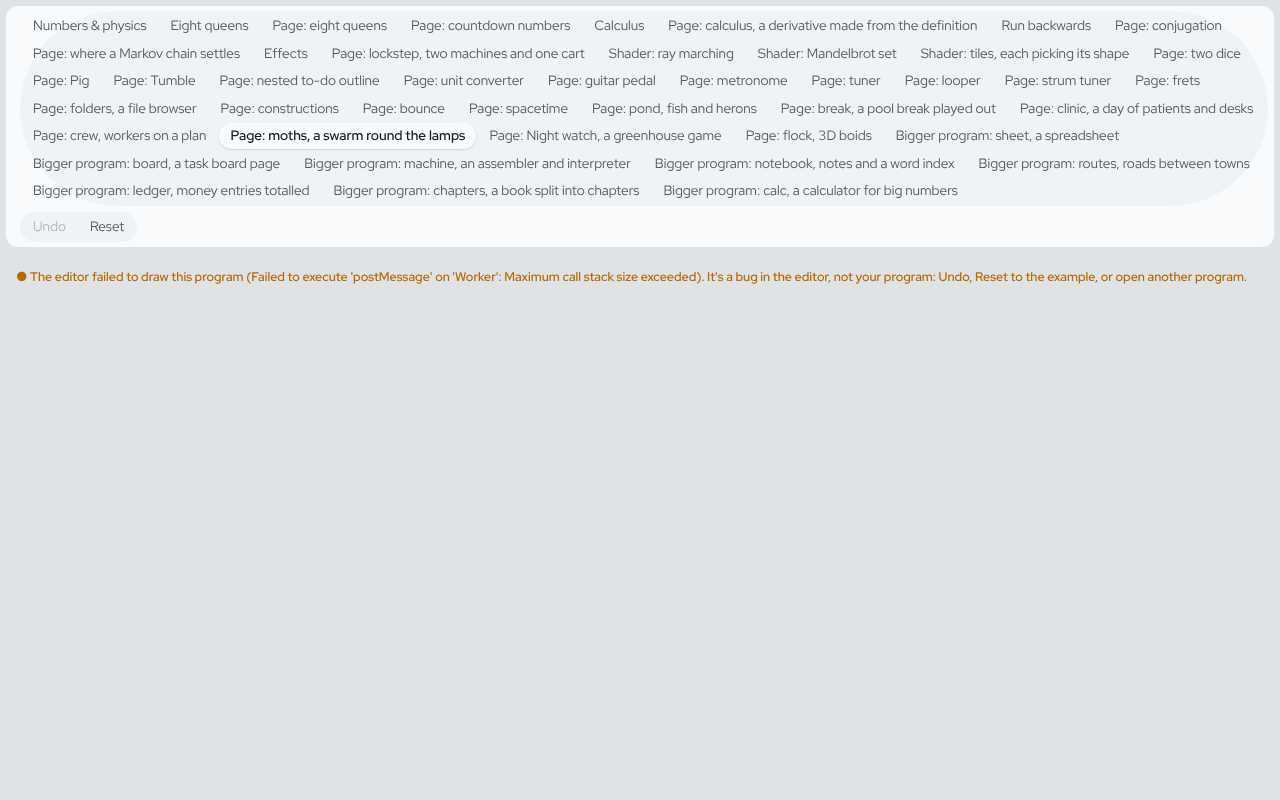 Numbers & physics Eight queens Page: eight queens Page: countdown numbers Calculus Page: calculus, a derivative made from the definition Run backwards Page: conjugation
Page: where a Markov chain settles Effects Page: lockstep, two machines and one cart Shader: ray marching Shader: Mandelbrot set Shader: tiles, each picking its shape Page: two dice
Page: Pig Page: Tumble Page: nested to-do outline Page: unit converter Page: guitar pedal Page: metronome Page: tuner Page: looper Page: strum tuner Page: frets
Page: folders, a file browser Page: constructions Page: bounce Page: spacetime Page: pond, fish and herons Page: break, a pool break played out Page: clinic, a day of patients and desks
Page: crew, workers on a plan Page: moths, a swarm round the lamps Page: Night watch, a greenhouse game Page: flock, 3D boids Bigger program: sheet, a spreadsheet
Bigger program: board, a task board page Bigger program: machine, an assembler and interpreter Bigger program: notebook, notes and a word index Bigger program: routes, roads between towns
Bigger program: ledger, money entries totalled Bigger program: chapters, a book split into chapters Bigger program: calc, a calculator for big numbers
Undo Reset
The editor failed to draw this program (Failed to execute 'postMessage' on 'Worker': Maximum call stack size exceeded). It's a bug in the editor, not your program: Undo, Reset to the example, or open another program.